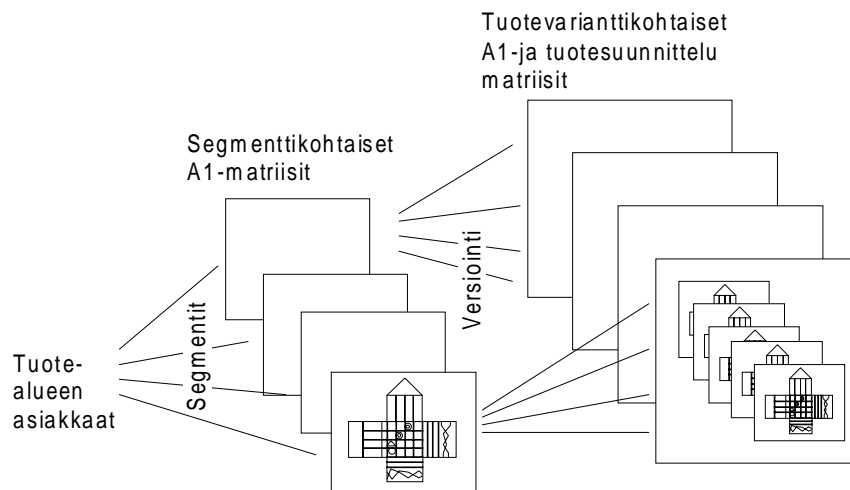 Tuotevarianttikohtaiset
A1-ja tuotesuunnittelu
matriisit
Segmenttikohtaiset
A1-matriisit
Versiointi
Segmentit
Tuote-
alueen
asiakkaat